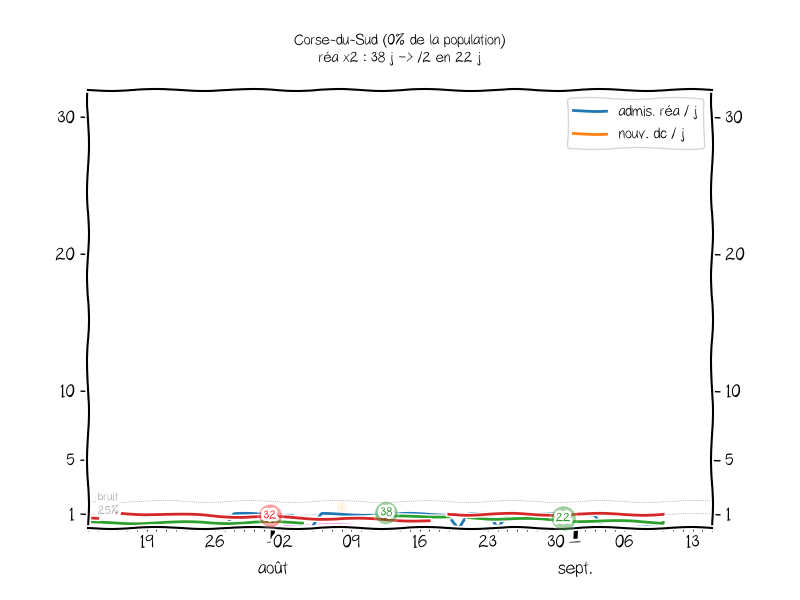 Corse-du-Sud (0% de la population)
réa x2 : 38 j -> /2 en 22 j
admis. réa / j
nouv. dc / j
30 30
20 20
10 10
5 5
bruit
25%
1 1
32 38 22
19 26 02 09 16 23 30 06 13
août sept.